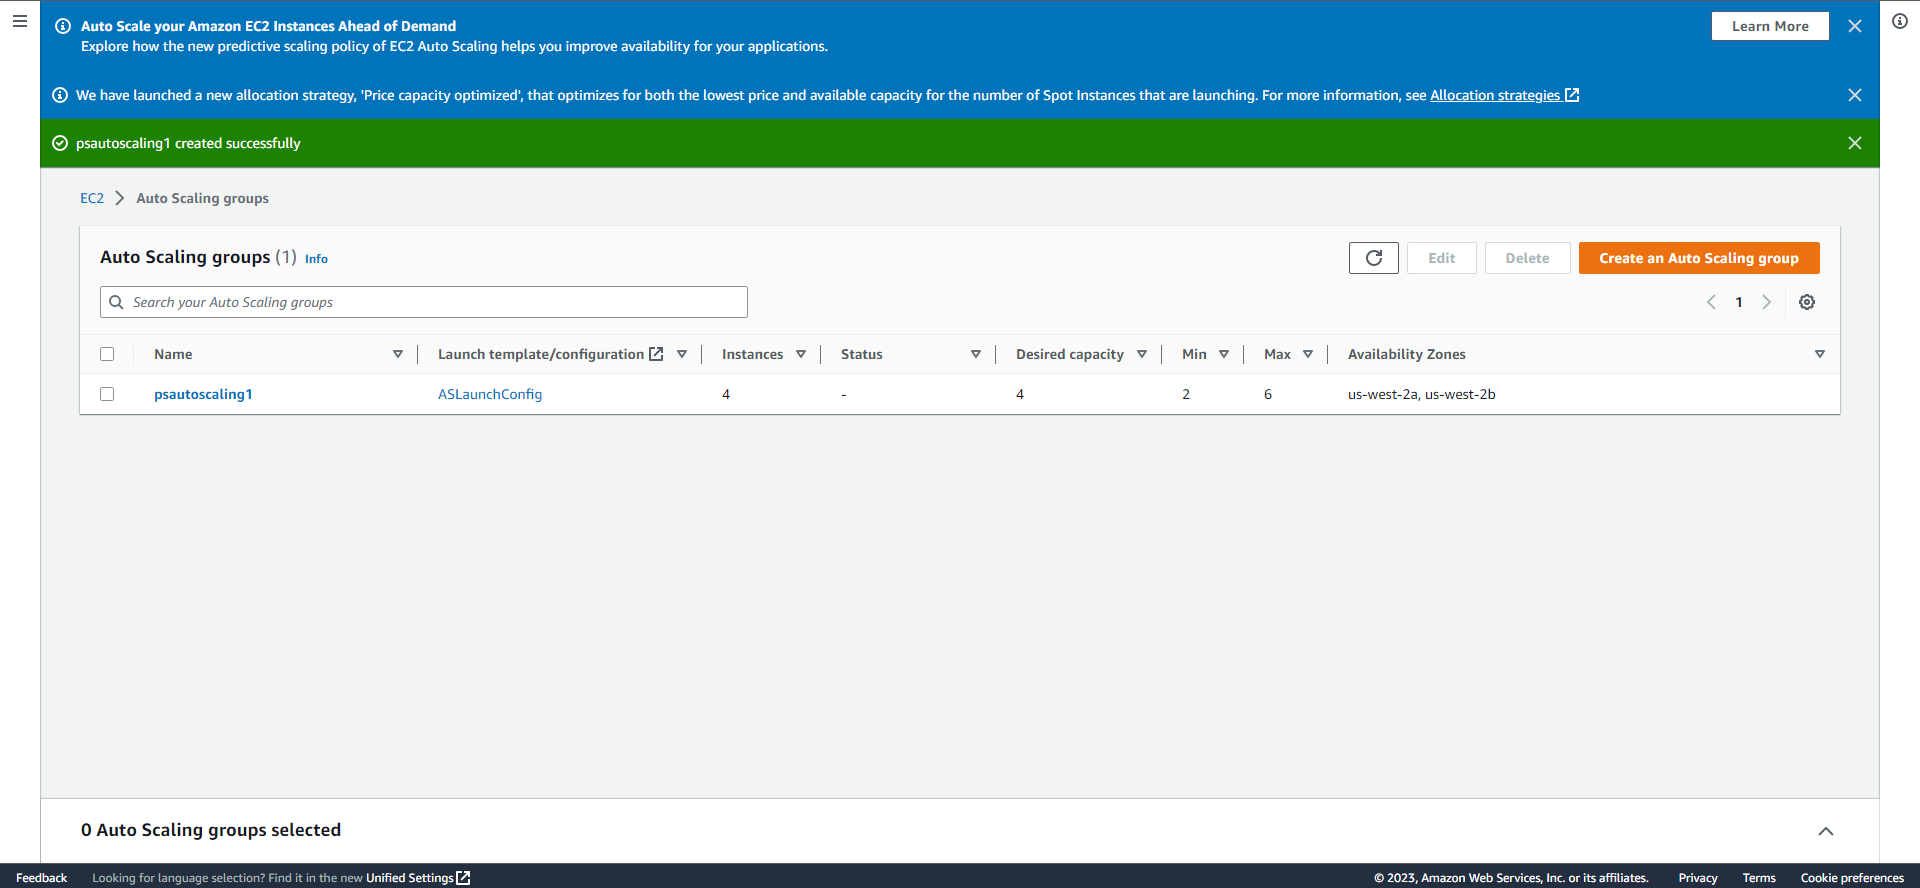 Auto Scale your Amazon EC2 Instances Ahead of Demand
Explore how the new predictive scaling policy of EC2 Auto Scaling helps you improve availability for your applications.
Learn More
We have launched a new allocation strategy, 'Price capacity optimized', that optimizes for both the lowest price and available capacity for the number of Spot Instances that are launching. For more information, see Allocation strategies
psautoscaling1 created successfully
EC2 Auto Scaling groups
Auto Scaling groups (1) Info
Edit Delete Create an Auto Scaling group
Search your Auto Scaling groups
1
Name Launch template/configuration Instances Status Desired capacity Min Max Availability Zones
psautoscaling1 ASLaunchConfig 4 - 4 2 6 us-west-2a, us-west-2b
0 Auto Scaling groups selected
Feedback Looking for language selection? Find it in the new Unified Settings © 2023, Amazon Web Services, Inc. or its affiliates. Privacy Terms Cookie preferences